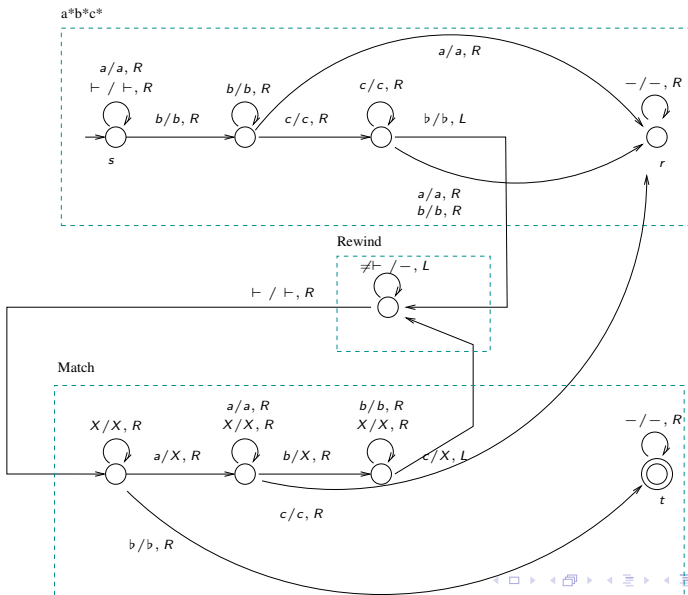 a*b*c*
a/a, R
a/a, R
⊢ / ⊢, R
b/b, R
c/c, R
−/−, R
b/b, R
c/c, R
♭/♭, L
s
r
a/a, R
b/b, R
Rewind
≠⊢ /−, L
⊢ / ⊢, R
Match
X/X, R
a/a, R
X/X, R
b/b, R
X/X, R
−/−, R
a/X, R
b/X, R
c/X, L
t
c/c, R
♭/♭, R